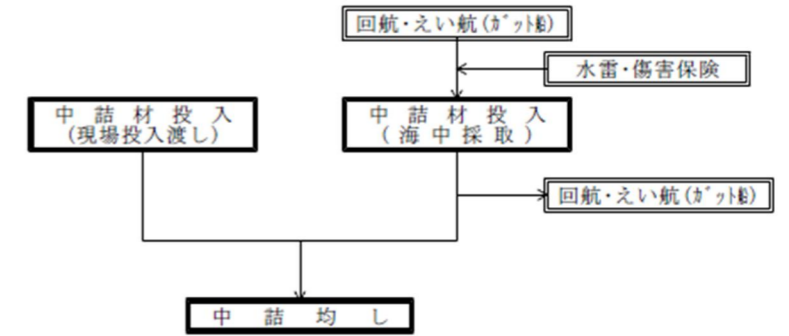 回航・えい航(ｶﾞｯﾄ船)
水雷・傷害保険
中詰材投入
(現場投入渡し)
中詰材投入
(海中採取)
回航・えい航(ｶﾞｯﾄ船)
中詰均し